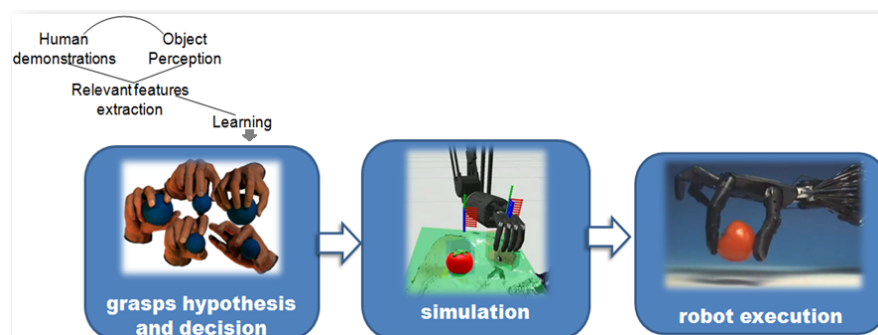 Human
demonstrations
Object
Perception
Relevant features
extraction
Learning
grasps hypothesis
and decision
simulation
robot execution